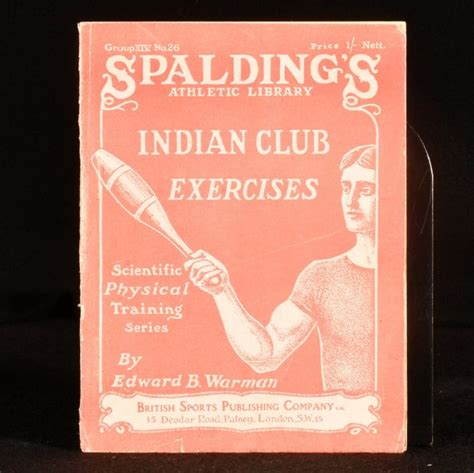 Group XIV No. 26 Price 1/- Nett.
SPALDING'S
ATHLETIC LIBRARY
INDIAN CLUB
EXERCISES
Scientific
Physical
Training
Series
By
Edward B. Warman
BRITISH SPORTS PUBLISHING COMPANY LTD.
15 Deodar Road, Putney, London, S.W.15